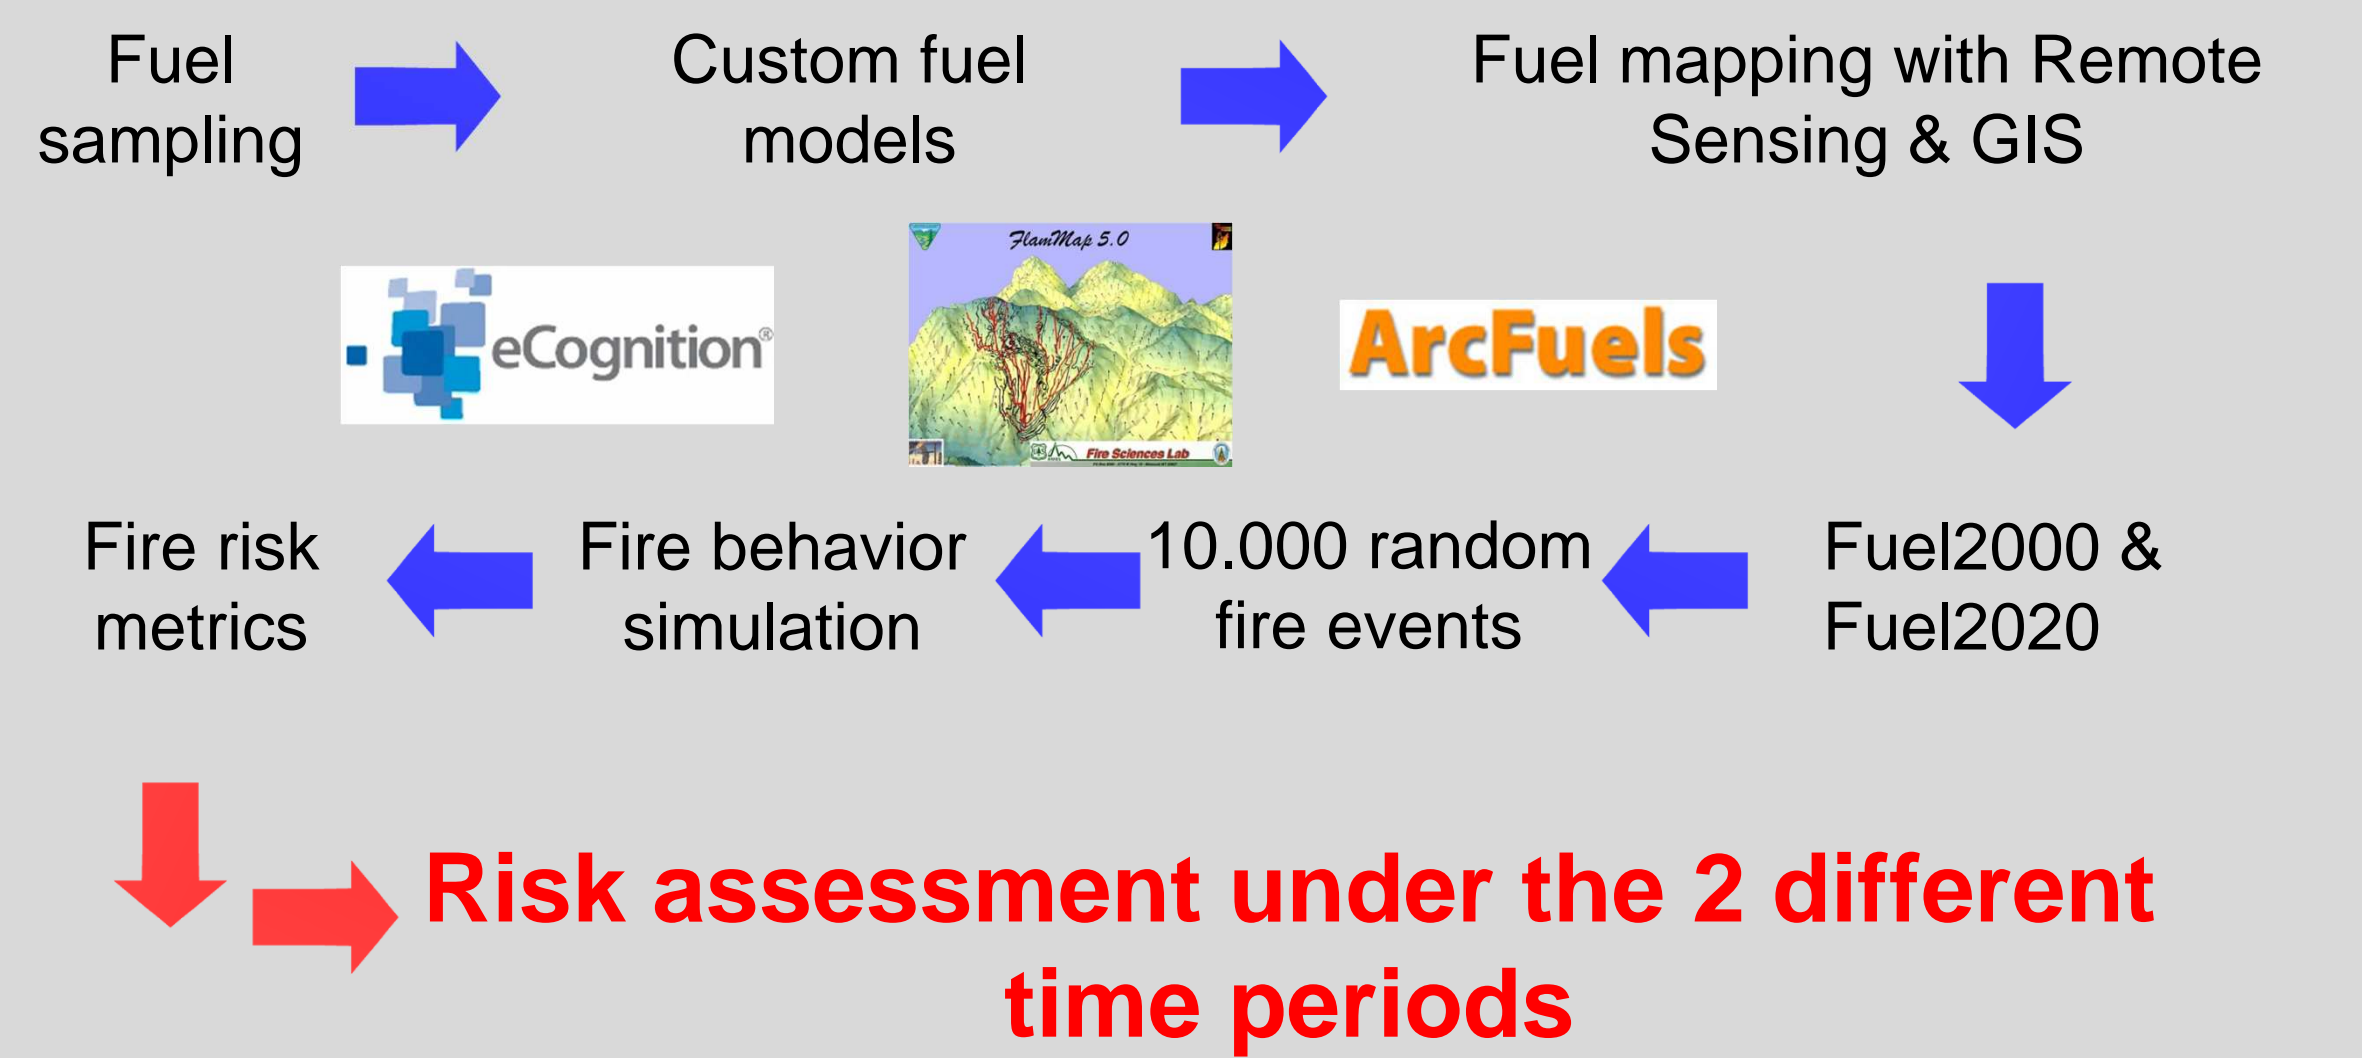 Fuel
sampling
Custom fuel
models
Fuel mapping with Remote
Sensing & GIS
eCognition®
FlamMap 5.0
Fire Sciences Lab
ArcFuels
Fuel2000 &
Fuel2020
10.000 random
fire events
Fire behavior
simulation
Fire risk
metrics
Risk assessment under the 2 different
time periods